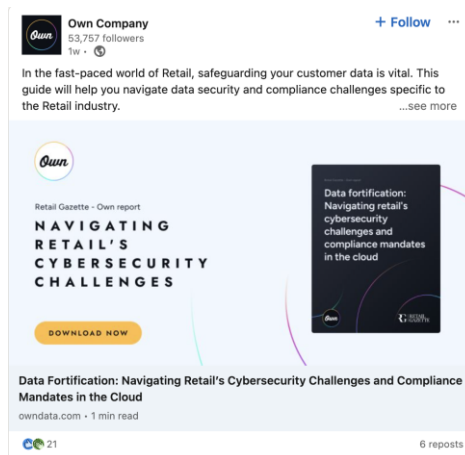 Own
Own Company
+ Follow
53,757 followers
1w •
In the fast-paced world of Retail, safeguarding your customer data is vital. This
guide will help you navigate data security and compliance challenges specific to
the Retail industry.
...see more
Own
Retail Gazette - Own report
NAVIGATING
RETAIL'S
CYBERSECURITY
CHALLENGES
DOWNLOAD NOW
Data fortification:
Navigating retail's
cybersecurity
challenges and
compliance mandates
in the cloud
Own
RETAIL
GAZETTE
Data Fortification: Navigating Retail's Cybersecurity Challenges and Compliance
Mandates in the Cloud
owndata.com • 1 min read
21
6 reposts